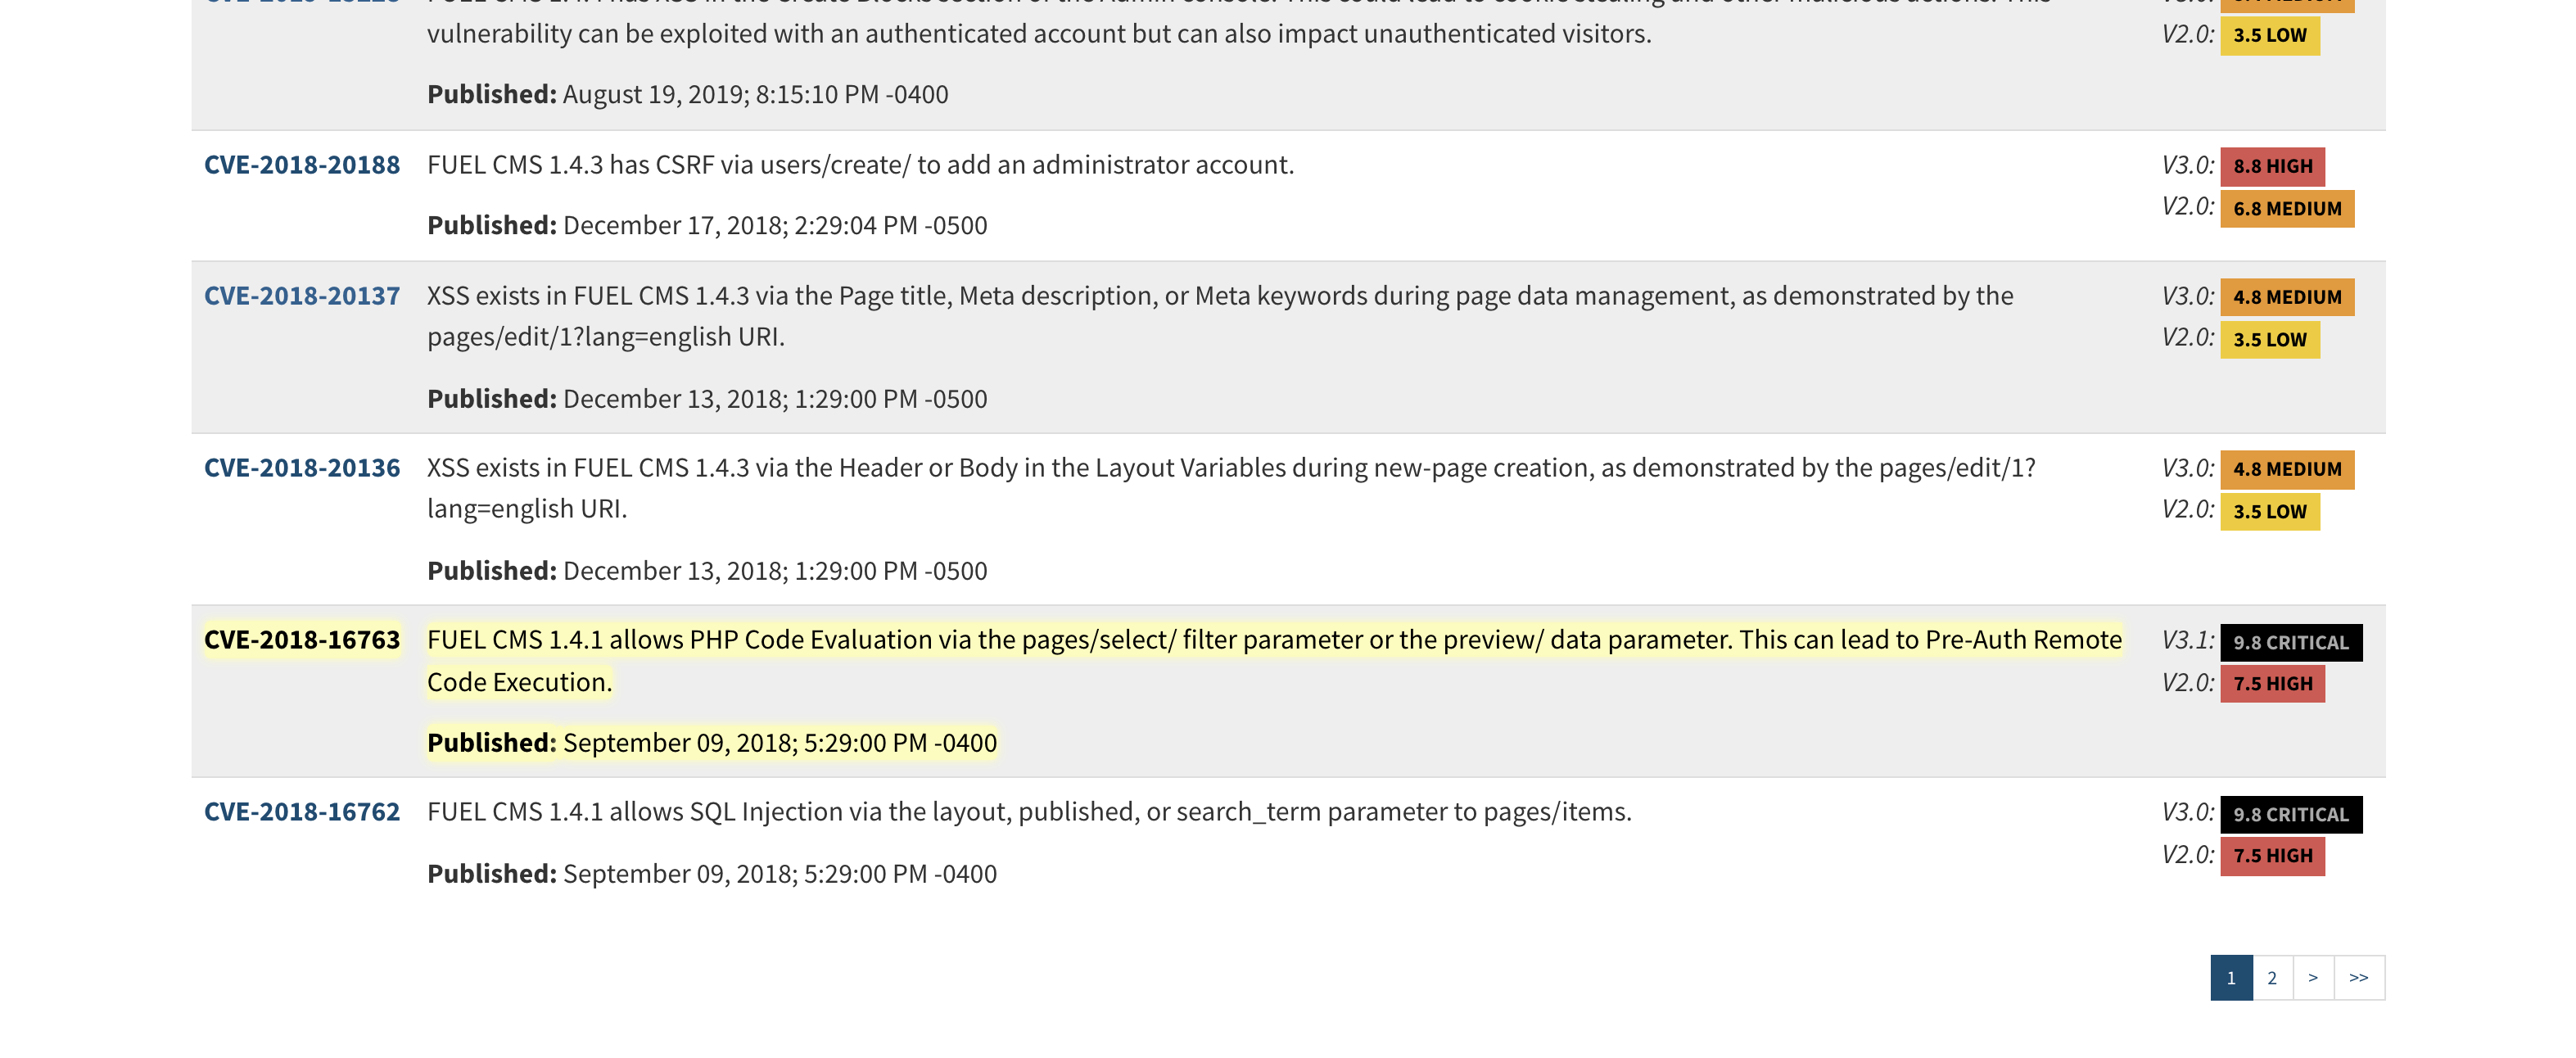 vulnerability can be exploited with an authenticated account but can also impact unauthenticated visitors.
V2.0: 3.5 LOW
Published: August 19, 2019; 8:15:10 PM -0400
CVE-2018-20188 FUEL CMS 1.4.3 has CSRF via users/create/ to add an administrator account. V3.0: 8.8 HIGH
V2.0: 6.8 MEDIUM
Published: December 17, 2018; 2:29:04 PM -0500
CVE-2018-20137 XSS exists in FUEL CMS 1.4.3 via the Page title, Meta description, or Meta keywords during page data management, as demonstrated by the V3.0: 4.8 MEDIUM
pages/edit/1?lang=english URI. V2.0: 3.5 LOW
Published: December 13, 2018; 1:29:00 PM -0500
CVE-2018-20136 XSS exists in FUEL CMS 1.4.3 via the Header or Body in the Layout Variables during new-page creation, as demonstrated by the pages/edit/1? V3.0: 4.8 MEDIUM
lang=english URI. V2.0: 3.5 LOW
Published: December 13, 2018; 1:29:00 PM -0500
CVE-2018-16763 FUEL CMS 1.4.1 allows PHP Code Evaluation via the pages/select/ filter parameter or the preview/ data parameter. This can lead to Pre-Auth Remote V3.1: 9.8 CRITICAL
Code Execution. V2.0: 7.5 HIGH
Published: September 09, 2018; 5:29:00 PM -0400
CVE-2018-16762 FUEL CMS 1.4.1 allows SQL Injection via the layout, published, or search_term parameter to pages/items. V3.0: 9.8 CRITICAL
V2.0: 7.5 HIGH
Published: September 09, 2018; 5:29:00 PM -0400
1 2 > >>